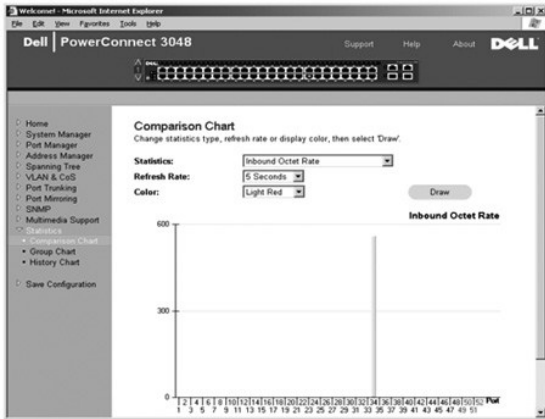 Welcome! - Microsoft Internet Explorer
File Edit View Favorites Tools Help
Dell | PowerConnect 3048
Support Help About DELL
Home
System Manager
Port Manager
Address Manager
Spanning Tree
VLAN & CoS
Port Trunking
Port Mirroring
SNMP
Multimedia Support
Statistics
Comparison Chart
Group Chart
History Chart
Save Configuration
Comparison Chart
Change statistics type, refresh rate or display color, then select 'Draw'.
Statistics: Inbound Octet Rate
Refresh Rate: 5 Seconds
Color: Light Red
Draw
Inbound Octet Rate
600
300
0
2 4 6 8 10 12 14 16 18 20 22 24 26 28 30 32 34 36 38 40 42 44 46 48 50 52 Port
1 3 5 7 9 11 13 15 17 19 21 23 25 27 29 31 33 35 37 39 41 43 45 47 49 51